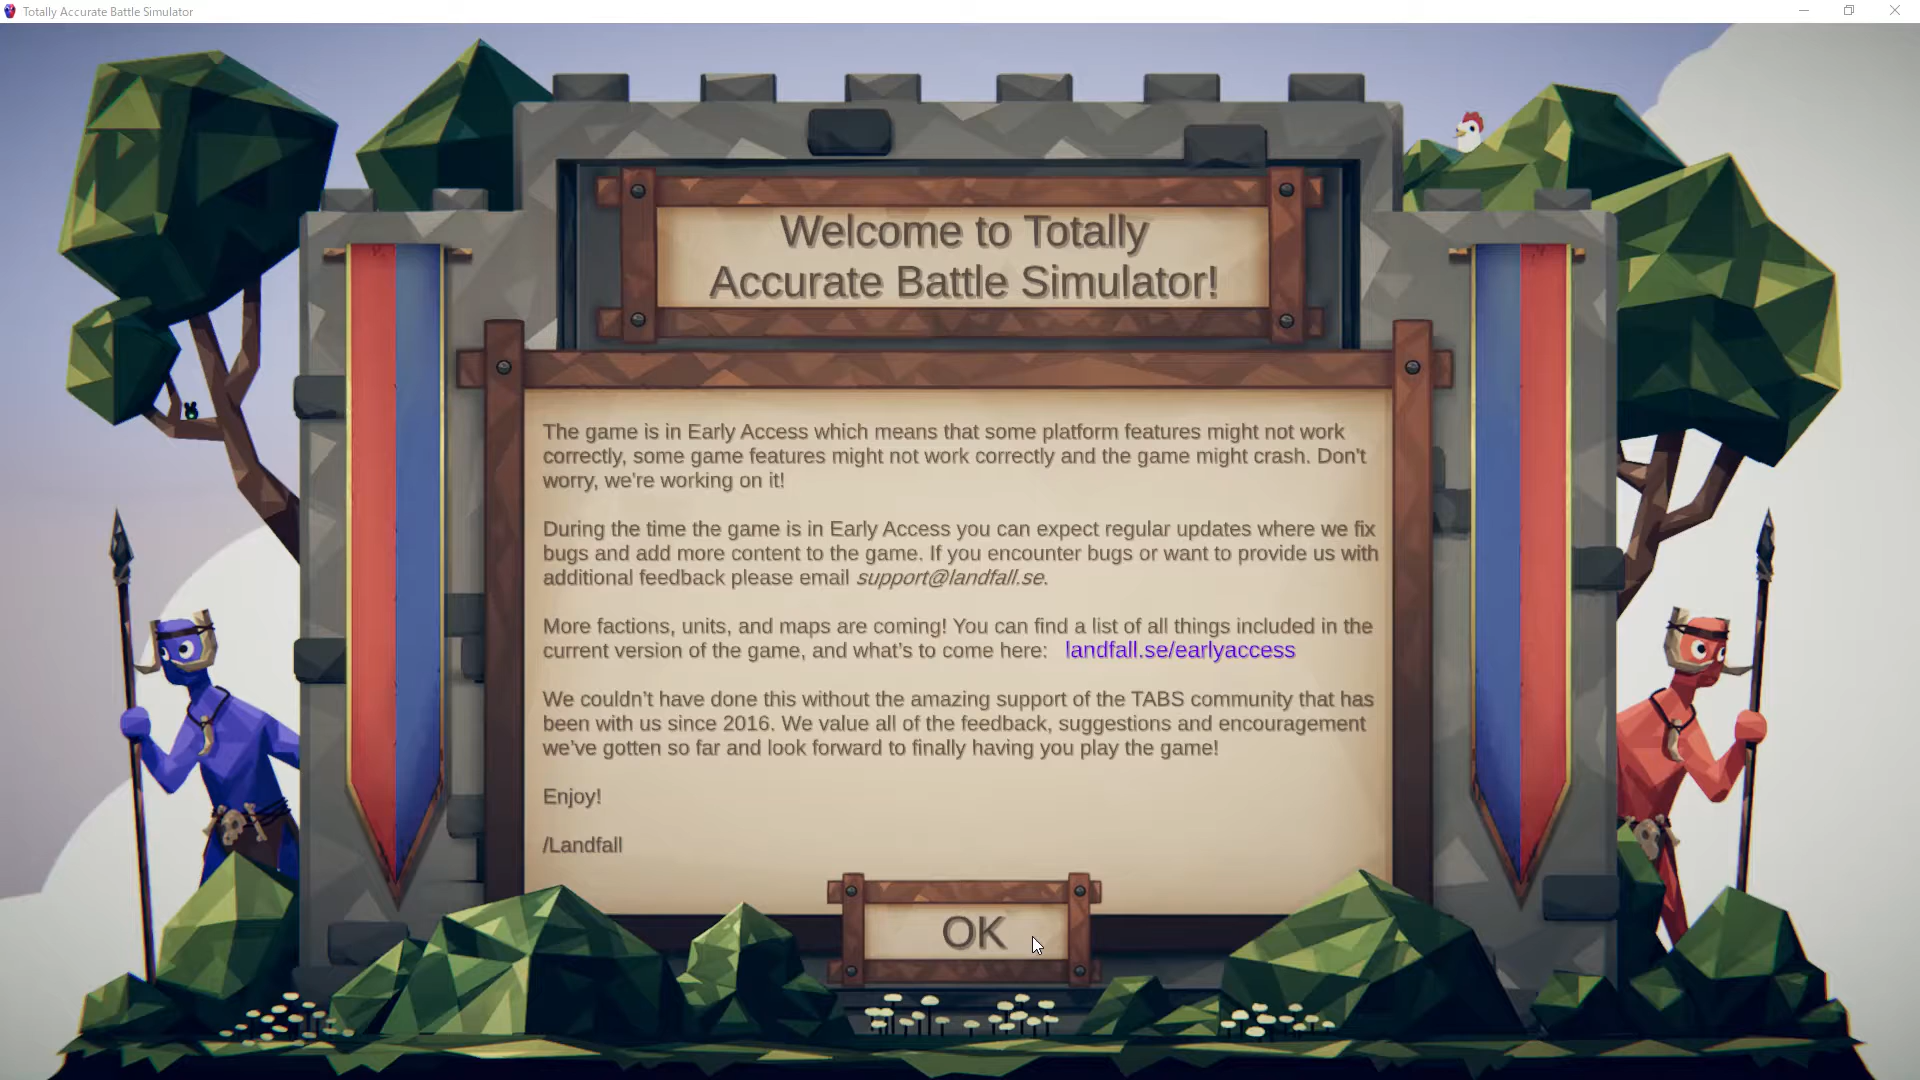 Totally Accurate Battle Simulator
Welcome to Totally
Accurate Battle Simulator!
The game is in Early Access which means that some platform features might not work
correctly, some game features might not work correctly and the game might crash. Don't
worry, we're working on it!
During the time the game is in Early Access you can expect regular updates where we fix
bugs and add more content to the game. If you encounter bugs or want to provide us with
additional feedback please email support@landfall.se.
More factions, units, and maps are coming! You can find a list of all things included in the
current version of the game, and what's to come here: landfall.se/earlyaccess
We couldn't have done this without the amazing support of the TABS community that has
been with us since 2016. We value all of the feedback, suggestions and encouragement
we've gotten so far and look forward to finally having you play the game!
Enjoy!
/Landfall
OK